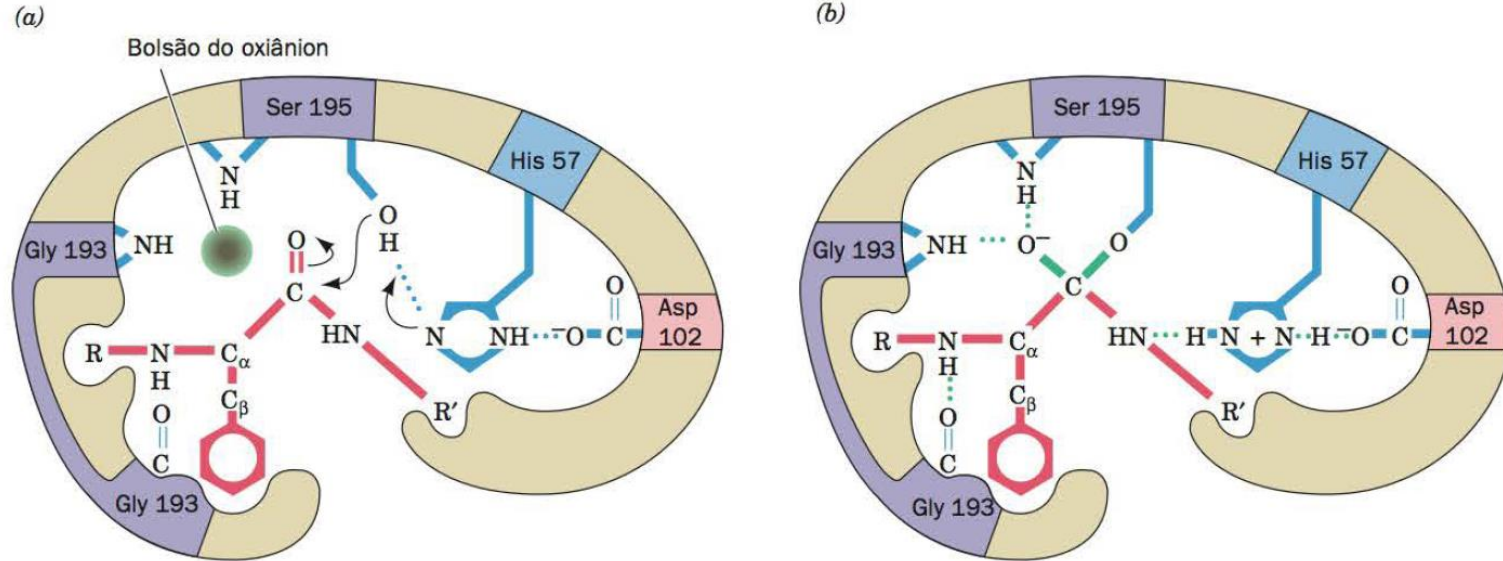 (a)
Bolsão do oxiânion
Ser 195
His 57
Gly 193
N
H
NH
O
H
O
C
HN
N
NH
⁻O
C
O
Asp
102
R
N
H
Cα
Cβ
O
C
R′
Gly 193
(b)
Ser 195
His 57
Gly 193
N
H
NH
O⁻
O
C
HN
H
N
+
N
H
⁻O
C
O
Asp
102
R
N
H
Cα
Cβ
O
C
R′
Gly 193